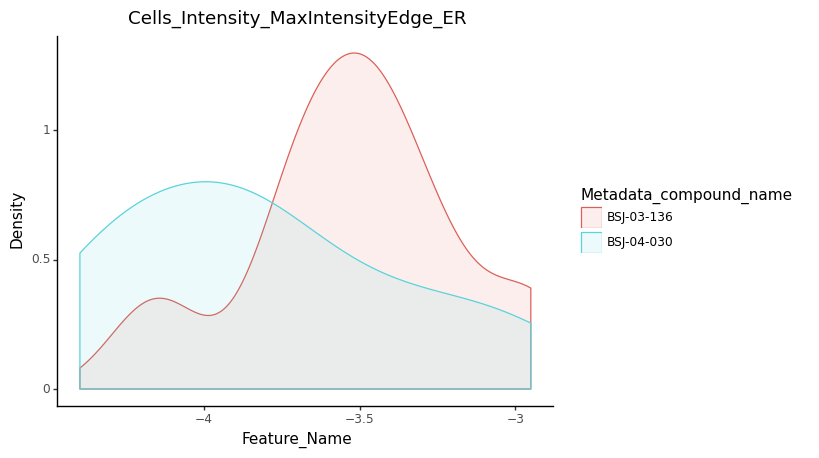 Cells_Intensity_MaxIntensityEdge_ER
Density
1
0.5
0
−4
−3.5
−3
Feature_Name
Metadata_compound_name
BSJ-03-136
BSJ-04-030